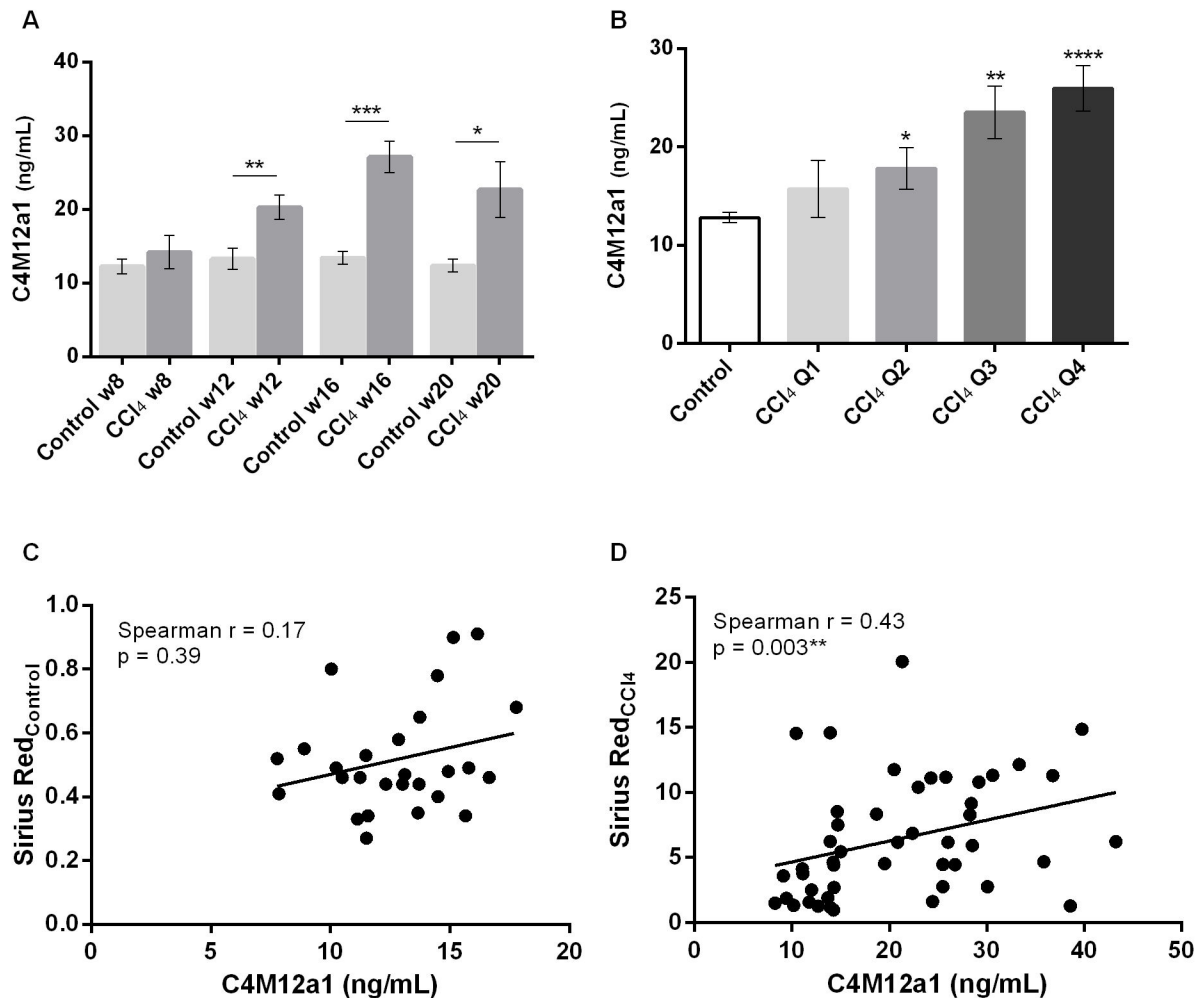 A
C4M12a1 (ng/mL)
40
30
20
10
0
**
***
*
Control w8
CCl₄ w8
Control w12
CCl₄ w12
Control w16
CCl₄ w16
Control w20
CCl₄ w20
B
C4M12a1 (ng/mL)
30
20
10
0
*
**
****
Control
CCl₄ Q1
CCl₄ Q2
CCl₄ Q3
CCl₄ Q4
C
Spearman r = 0.17
p = 0.39
Sirius Red_Control
1.0
0.8
0.6
0.4
0.2
0.0
0 5 10 15 20
C4M12a1 (ng/mL)
D
Spearman r = 0.43
p = 0.003**
Sirius Red_CCl4
25
20
15
10
5
0
0 10 20 30 40 50
C4M12a1 (ng/mL)